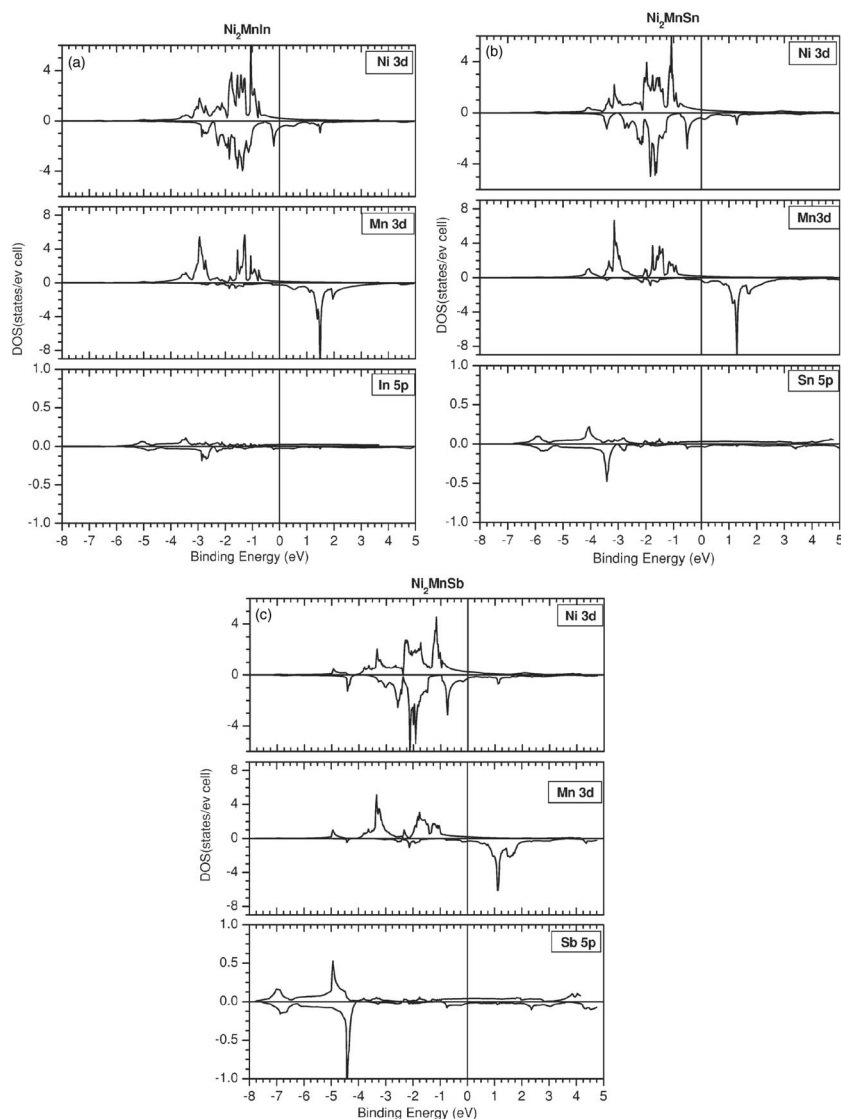 Ni₂MnIn
(a)
Ni 3d
4
0
-4
Mn 3d
8
4
0
-4
-8
DOS(states/ev cell)
In 5p
1.0
0.5
0.0
-0.5
-1.0
-8 -7 -6 -5 -4 -3 -2 -1 0 1 2 3 4 5
Binding Energy (eV)
Ni₂MnSn
(b)
Ni 3d
4
0
-4
Mn3d
8
4
0
-4
-8
DOS(states/ev cell)
Sn 5p
1.0
0.5
0.0
-0.5
-1.0
-8 -7 -6 -5 -4 -3 -2 -1 0 1 2 3 4 5
Binding Energy (eV)
Ni₂MnSb
(c)
Ni 3d
4
0
-4
Mn 3d
8
4
0
-4
-8
DOS(states/ev cell)
Sb 5p
1.0
0.5
0.0
-0.5
-1.0
-8 -7 -6 -5 -4 -3 -2 -1 0 1 2 3 4 5
Binding Energy (eV)